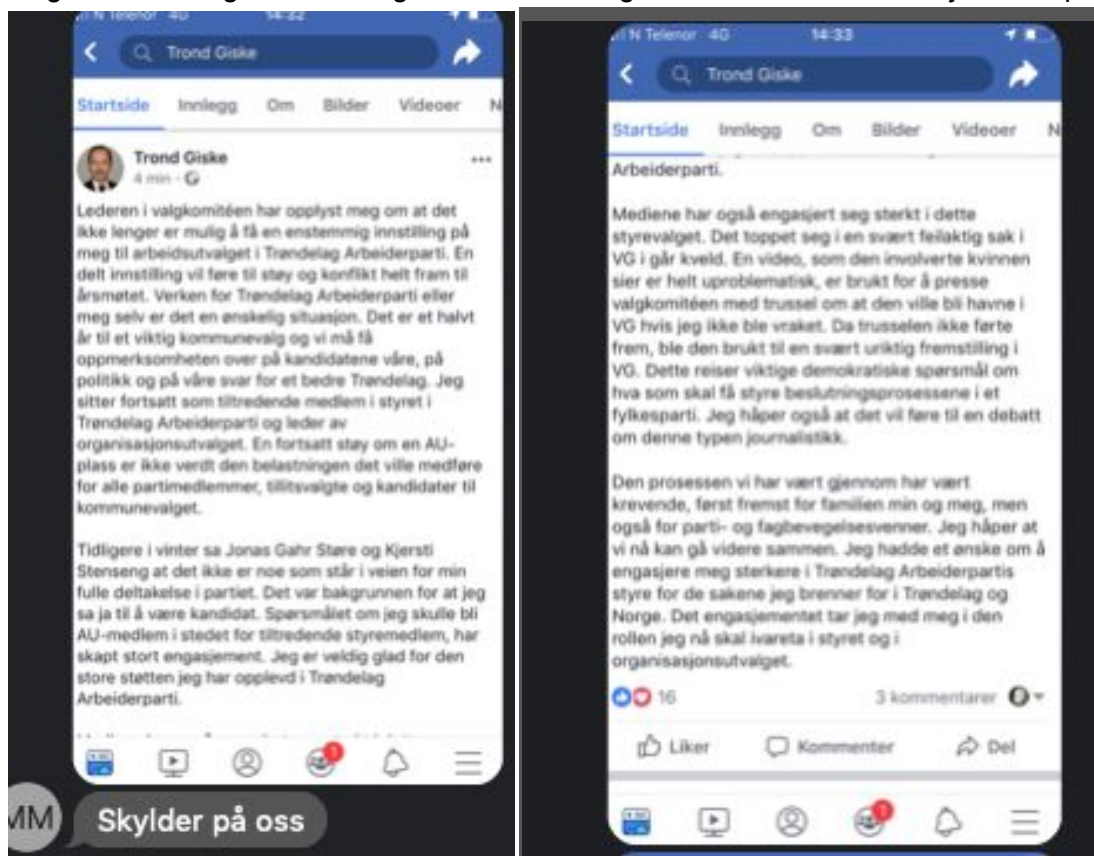 N Telenor 4G 14:32
Trond Giske
Startside Innlegg Om Bilder Videoer N
Trond Giske
4 min
Lederen i valgkomitéen har opplyst meg om at det
ikke lenger er mulig å få en enstemmig innstilling på
meg til arbeidsutvalget i Trøndelag Arbeiderparti. En
delt innstilling vil føre til støy og konflikt helt fram til
årsmøtet. Verken for Trøndelag Arbeiderparti eller
meg selv er det en ønskelig situasjon. Det er et halvt
år til et viktig kommunevalg og vi må få
oppmerksomheten over på kandidatene våre, på
politikk og på våre svar for et bedre Trøndelag. Jeg
sitter fortsatt som tiltredende medlem i styret i
Trøndelag Arbeiderparti og leder av
organisasjonsutvalget. En fortsatt støy om en AU-
plass er ikke verdt den belastningen det ville medføre
for alle partimedlemmer, tillitsvalgte og kandidater til
kommunevalget.
Tidligere i vinter sa Jonas Gahr Støre og Kjersti
Stenseng at det ikke er noe som står i veien for min
fulle deltakelse i partiet. Det var bakgrunnen for at jeg
sa ja til å være kandidat. Spørsmålet om jeg skulle bli
AU-medlem i stedet for tiltredende styremedlem, har
skapt stort engasjement. Jeg er veldig glad for den
store støtten jeg har opplevd i Trøndelag
Arbeiderparti.
1
MM
Skylder på oss
N Telenor 4G 14:33
Trond Giske
Startside Innlegg Om Bilder Videoer N
Arbeiderparti.
Mediene har også engasjert seg sterkt i dette
styrevalget. Det toppet seg i en svært feilaktig sak i
VG i går kveld. En video, som den involverte kvinnen
sier er helt uproblematisk, er brukt for å presse
valgkomitéen med trussel om at den ville bli havne i
VG hvis jeg ikke ble vraket. Da trusselen ikke førte
frem, ble den brukt til en svært uriktig fremstilling i
VG. Dette reiser viktige demokratiske spørsmål om
hva som skal få styre beslutningsprosessene i et
fylkesparti. Jeg håper også at det vil føre til en debatt
om denne typen journalistikk.
Den prosessen vi har vært gjennom har vært
krevende, først fremst for familien min og meg, men
også for parti- og fagbevegelsesvenner. Jeg håper at
vi nå kan gå videre sammen. Jeg hadde et ønske om å
engasjere meg sterkere i Trøndelag Arbeiderpartis
styre for de sakene jeg brenner for i Trøndelag og
Norge. Det engasjementet tar jeg med meg i den
rollen jeg nå skal ivareta i styret og i
organisasjonsutvalget.
16 3 kommentarer
Liker Kommenter Del